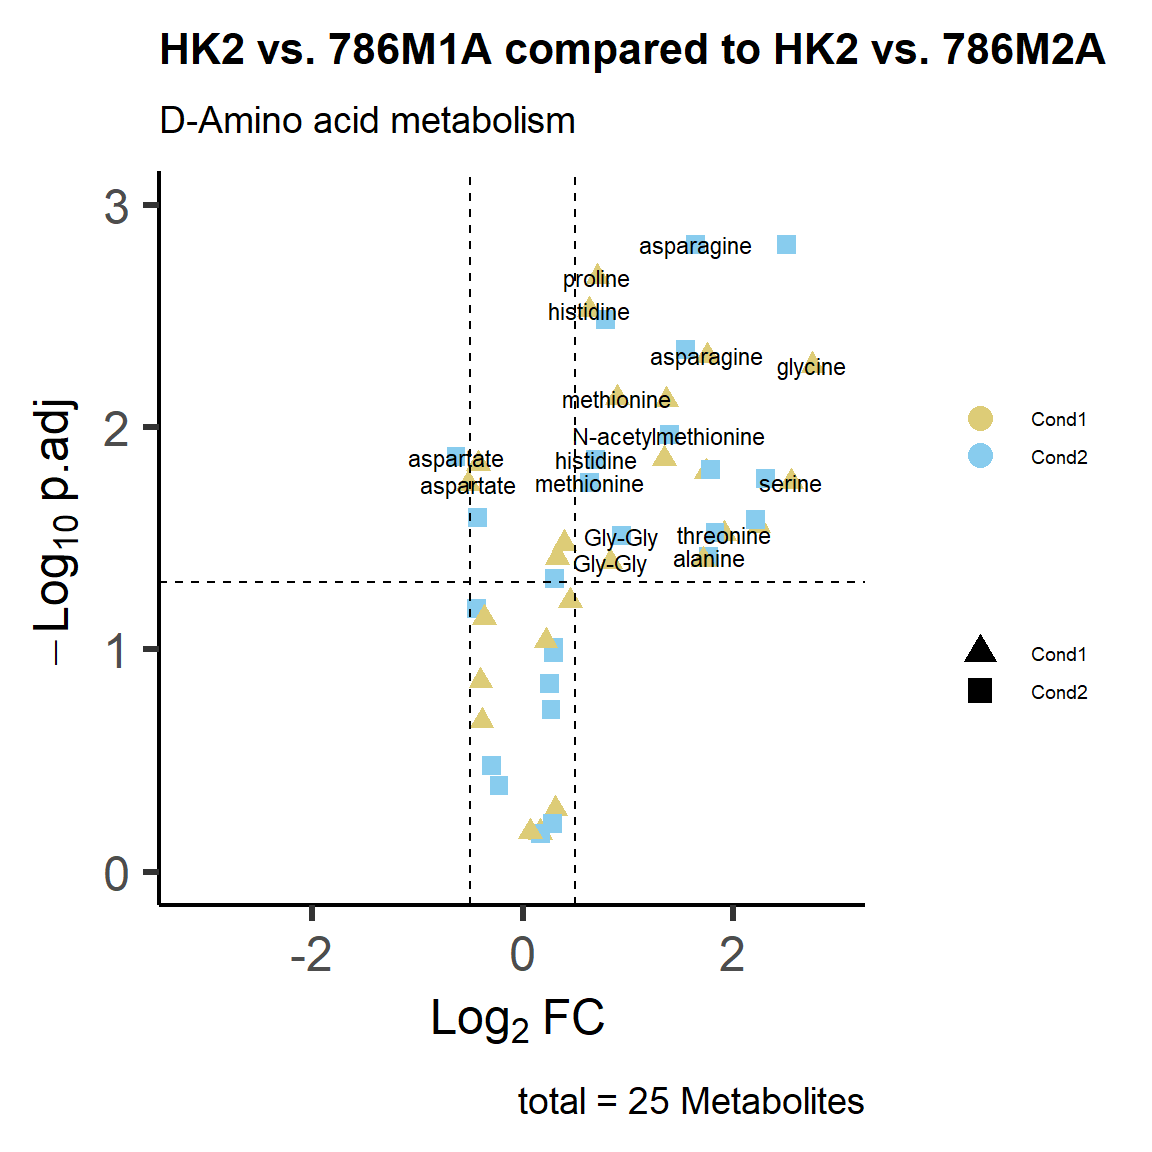 HK2 vs. 786M1A compared to HK2 vs. 786M2A
D-Amino acid metabolism
3
2
1
0
−Log10 p.adj
asparagine
proline
histidine
asparagine
glycine
methionine
N-acetylmethionine
aspartate
histidine
aspartate
methionine
serine
threonine
Gly-Gly
alanine
Gly-Gly
Cond1
Cond2
Cond1
Cond2
-2 0 2
Log2 FC
total = 25 Metabolites